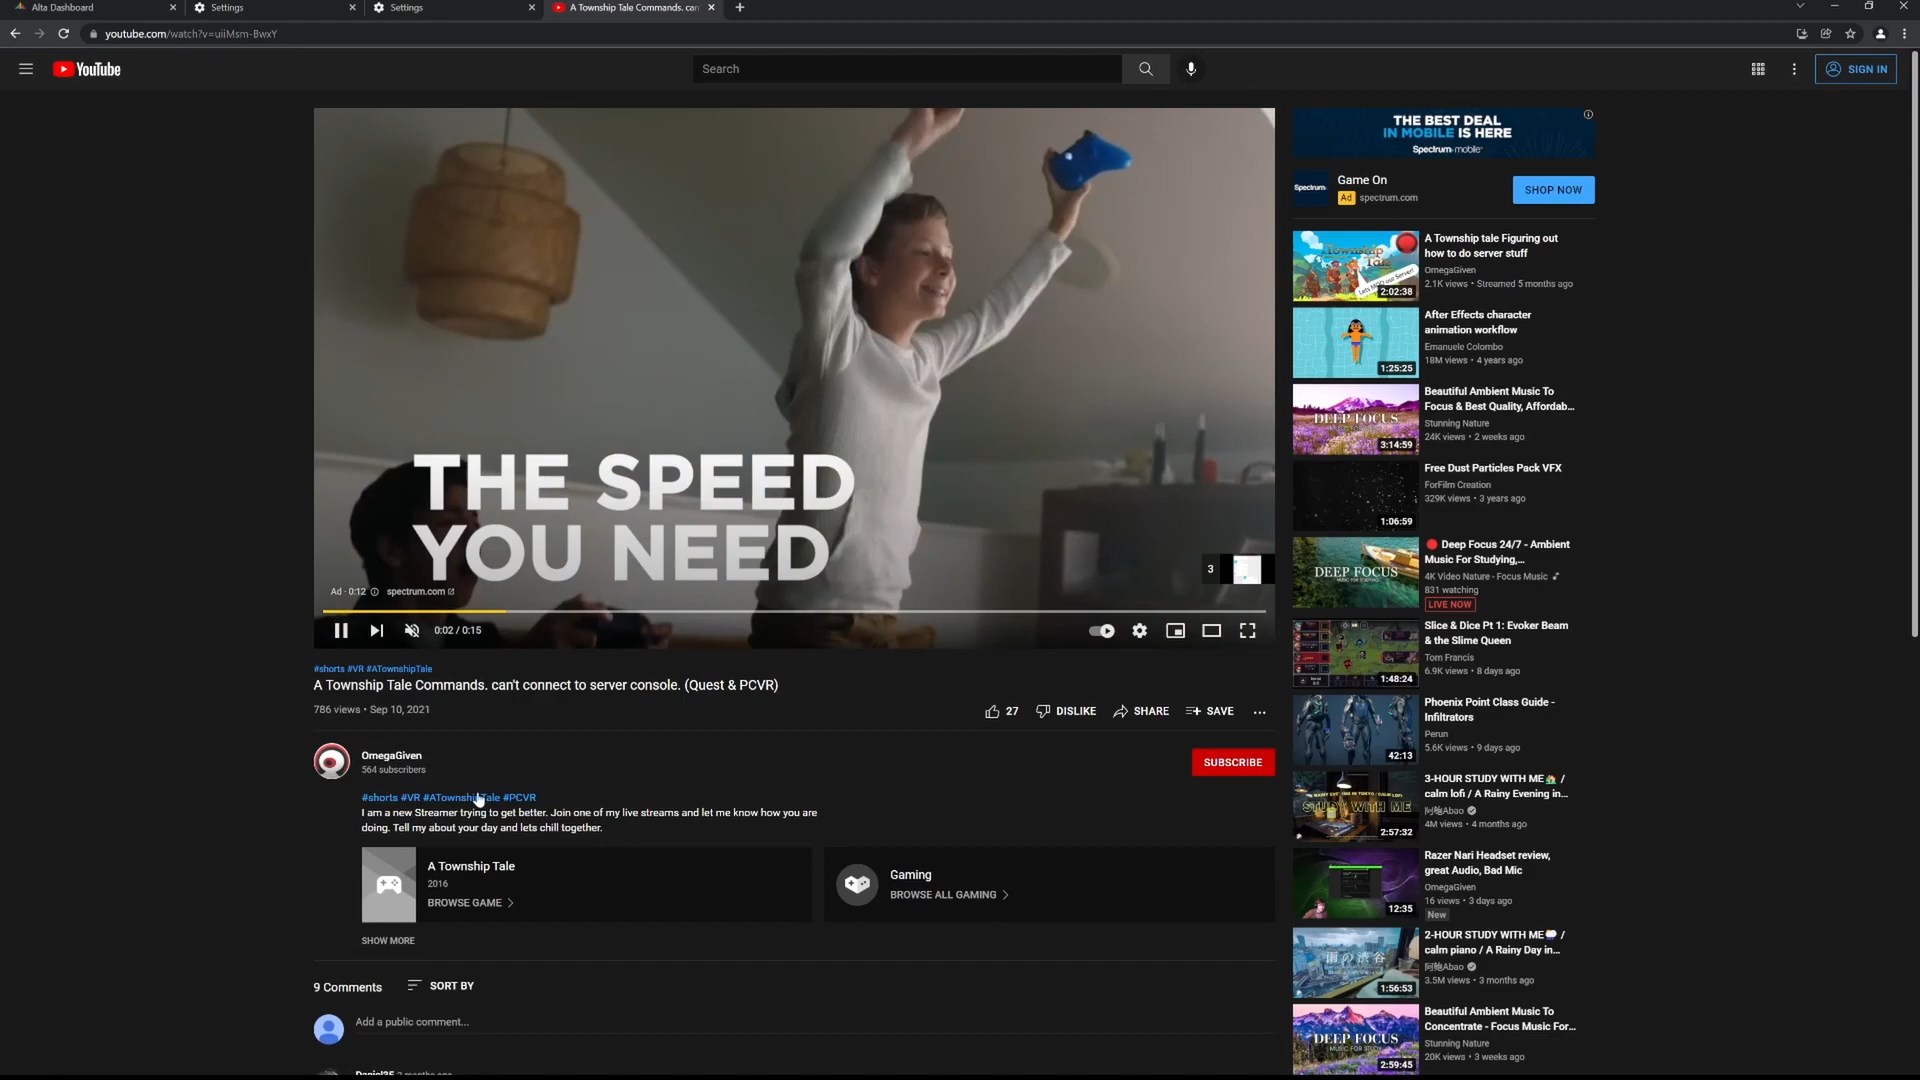 Alta Dashboard
Settings
Settings
A Township Tale Commands. can
youtube.com/watch?v=uiiMsm-BwxY
YouTube
Search
SIGN IN
THE SPEED
YOU NEED
3
Ad · 0:12
spectrum.com
0:02 / 0:15
#shorts #VR #ATownshipTale
A Township Tale Commands. can't connect to server console. (Quest & PCVR)
786 views • Sep 10, 2021
27
DISLIKE
SHARE
SAVE
OmegaGiven
564 subscribers
SUBSCRIBE
#shorts #VR #ATownshipTale #PCVR
I am a new Streamer trying to get better. Join one of my live streams and let me know how you are
doing. Tell my about your day and lets chill together.
A Township Tale
2016
BROWSE GAME
Gaming
BROWSE ALL GAMING
SHOW MORE
9 Comments
SORT BY
Add a public comment...
THE BEST DEAL
IN MOBILE IS HERE
Spectrum mobile
Spectrum
Game On
Ad spectrum.com
SHOP NOW
Township
Tale
2:02:38
A Township tale Figuring out
how to do server stuff
OmegaGiven
2.1K views • Streamed 5 months ago
1:25:25
After Effects character
animation workflow
Emanuele Colombo
18M views • 4 years ago
DEEP FOCUS
3:14:59
Beautiful Ambient Music To
Focus & Best Quality, Affordab...
Stunning Nature
24K views • 2 weeks ago
1:06:59
Free Dust Particles Pack VFX
ForFilm Creation
329K views • 3 years ago
DEEP FOCUS
Deep Focus 24/7 - Ambient
Music For Studying,...
4K Video Nature - Focus Music
831 watching
LIVE NOW
1:48:24
Slice & Dice Pt 1: Evoker Beam
& the Slime Queen
Tom Francis
6.9K views • 8 days ago
42:13
Phoenix Point Class Guide -
Infiltrators
Perun
5.6K views • 9 days ago
STUDY WITH ME
2:57:32
3-HOUR STUDY WITH ME /
calm lofi / A Rainy Evening in...
Abao
4M views • 4 months ago
12:35
Razer Nari Headset review,
great Audio, Bad Mic
OmegaGiven
16 views • 3 days ago
New
雨の渋谷
1:56:53
2-HOUR STUDY WITH ME /
calm piano / A Rainy Day in...
Abao
3.5M views • 3 months ago
DEEP FOCUS
MUSIC FOR STUDY
2:59:45
Beautiful Ambient Music To
Concentrate - Focus Music For...
Stunning Nature
20K views • 3 weeks ago